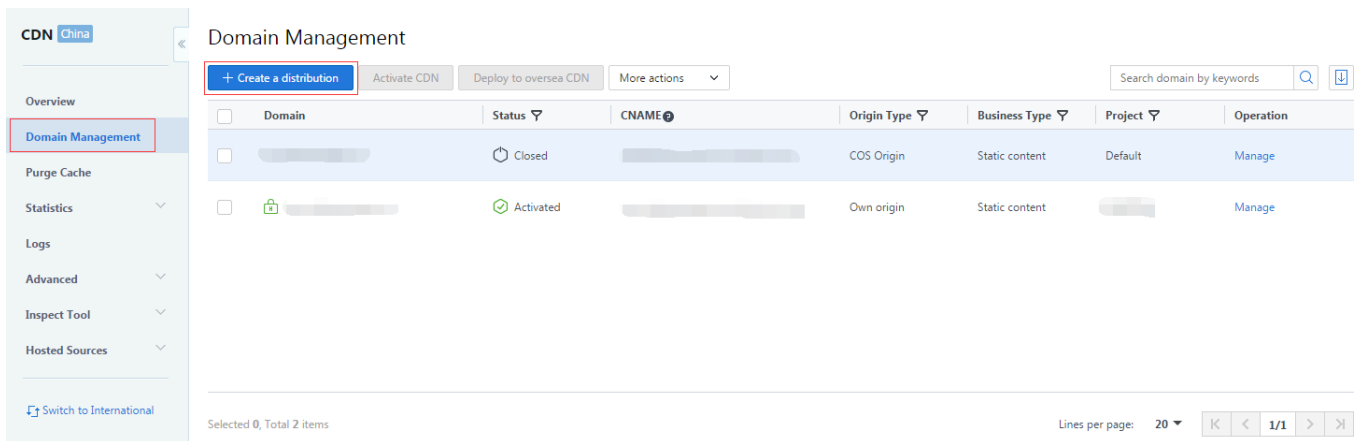 CDN China
Domain Management
+ Create a distribution Activate CDN Deploy to oversea CDN More actions Search domain by keywords
Overview
Domain Management
Purge Cache
Statistics
Logs
Advanced
Inspect Tool
Hosted Sources
Switch to International
Domain Status CNAME Origin Type Business Type Project Operation
Closed COS Origin Static content Default Manage
Activated Own origin Static content Manage
Selected 0, Total 2 items Lines per page: 20 1/1